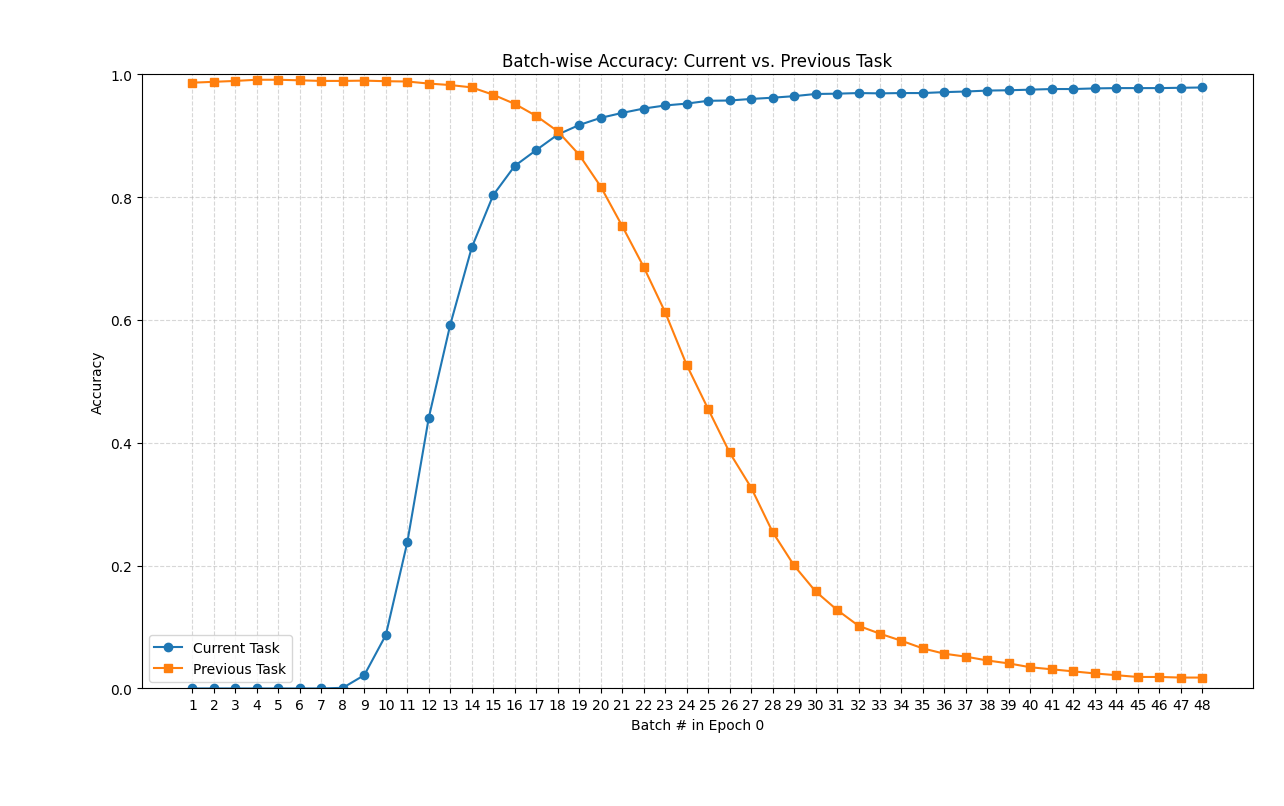 Batch-wise Accuracy: Current vs. Previous Task
1.0
0.8
0.6
0.4
0.2
0.0
Accuracy
Current Task
Previous Task
1 2 3 4 5 6 7 8 9 10 11 12 13 14 15 16 17 18 19 20 21 22 23 24 25 26 27 28 29 30 31 32 33 34 35 36 37 38 39 40 41 42 43 44 45 46 47 48
Batch # in Epoch 0